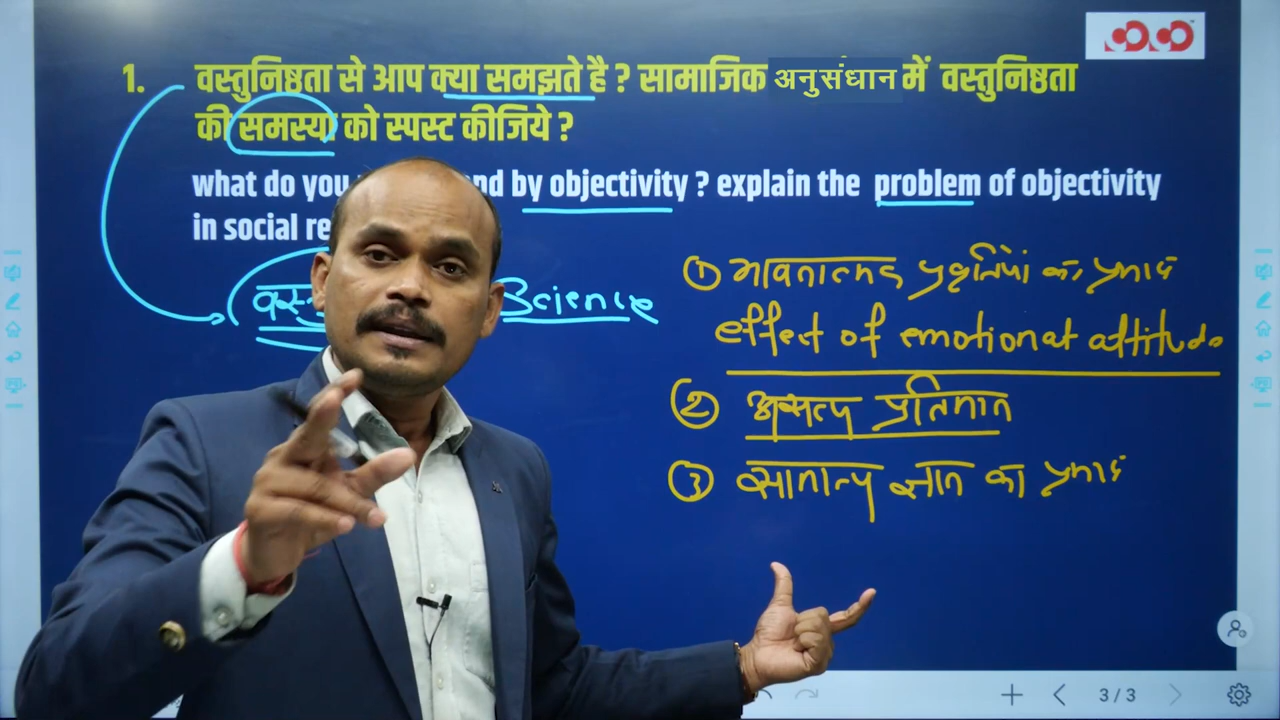 1. वस्तुनिष्ठता से आप क्या समझते है ? सामाजिक अनुसंधान में वस्तुनिष्ठता
की समस्या को स्पस्ट कीजिये ?
what do you by objectivity ? explain the problem of objectivity
in social
Science
① भावनात्मक प्रवृत्तियों का प्रभाव
effect of emotional attitude
② असत्य प्रतिमान
③ सामान्य ज्ञान का प्रभाव
3/3